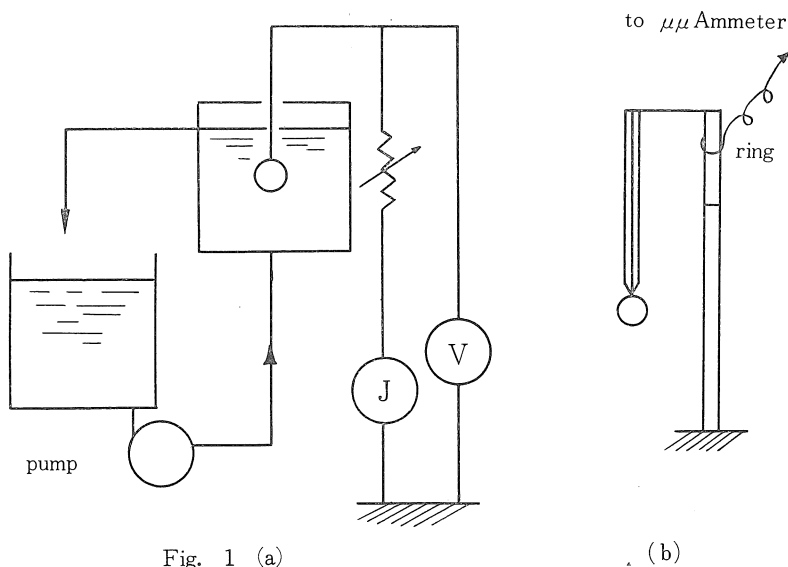 to μμ Ammeter
ring
J
V
pump
Fig. 1 (a)
(b)